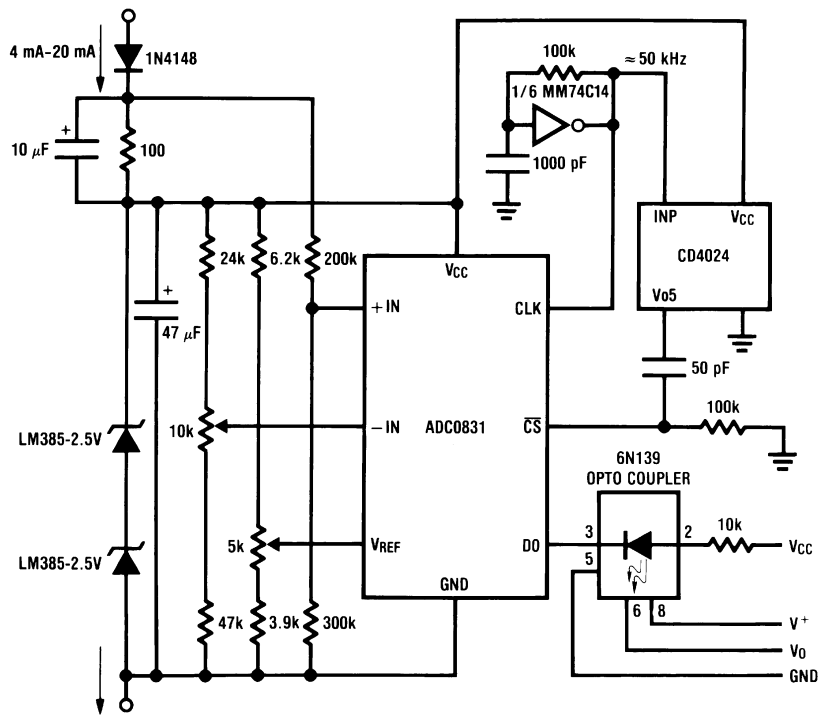 4 mA–20 mA
1N4148
100k
≈ 50 kHz
1/6 MM74C14
+
10 μF
100
1000 pF
INP
VCC
CD4024
24k
6.2k
200k
VCC
+
47 μF
+IN
CLK
Vo5
50 pF
LM385-2.5V
10k
−IN
ADC0831
CS
100k
6N139
OPTO COUPLER
LM385-2.5V
5k
VREF
DO
3
2
10k
VCC
5
GND
47k
3.9k
300k
6
8
V+
VO
GND